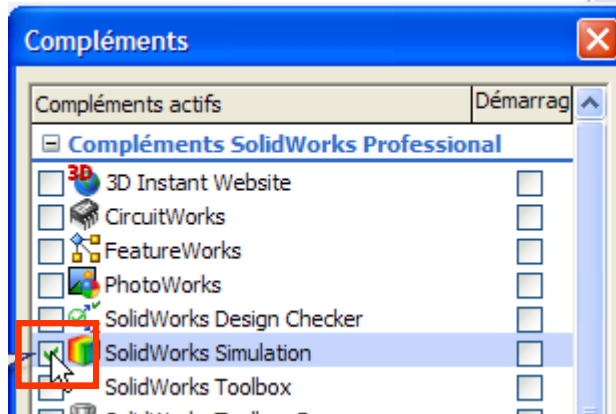 Compléments
Compléments actifs Démarrag
Compléments SolidWorks Professional
3D Instant Website
CircuitWorks
FeatureWorks
PhotoWorks
SolidWorks Design Checker
SolidWorks Simulation
SolidWorks Toolbox